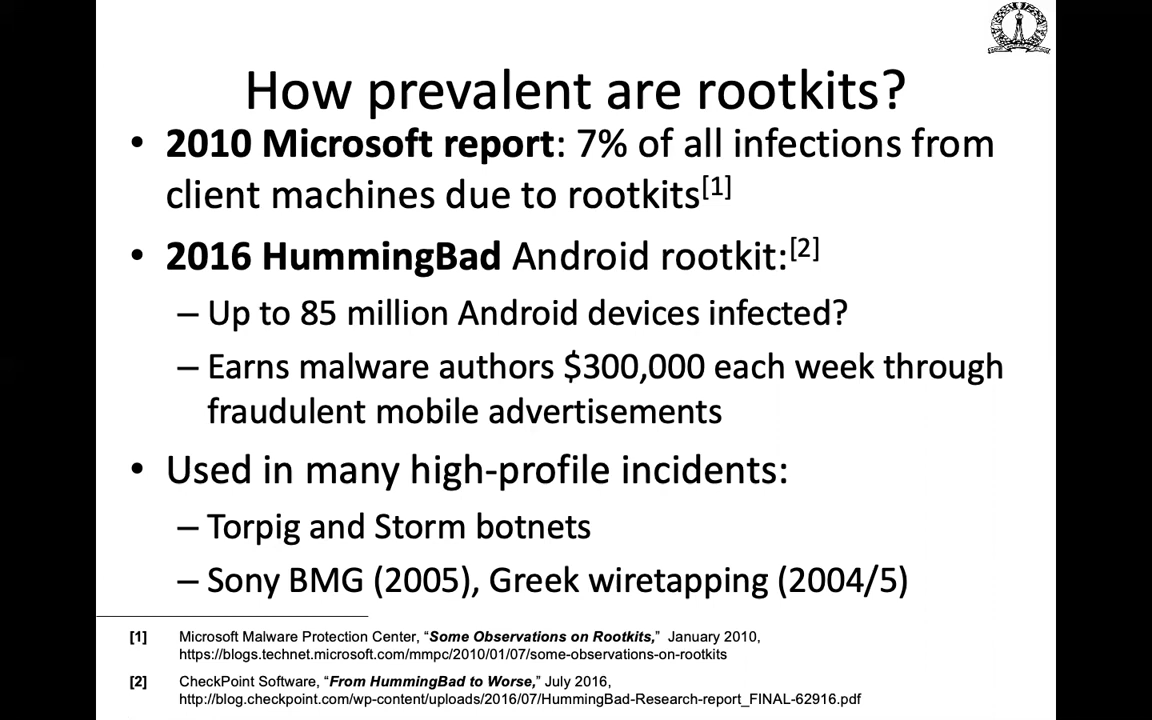 How prevalent are rootkits?
• 2010 Microsoft report: 7% of all infections from
client machines due to rootkits[1]
• 2016 HummingBad Android rootkit:[2]
– Up to 85 million Android devices infected?
– Earns malware authors $300,000 each week through
fraudulent mobile advertisements
• Used in many high-profile incidents:
– Torpig and Storm botnets
– Sony BMG (2005), Greek wiretapping (2004/5)
[1] Microsoft Malware Protection Center, “Some Observations on Rootkits,” January 2010,
https://blogs.technet.microsoft.com/mmpc/2010/01/07/some-observations-on-rootkits
[2] CheckPoint Software, “From HummingBad to Worse,” July 2016,
http://blog.checkpoint.com/wp-content/uploads/2016/07/HummingBad-Research-report_FINAL-62916.pdf